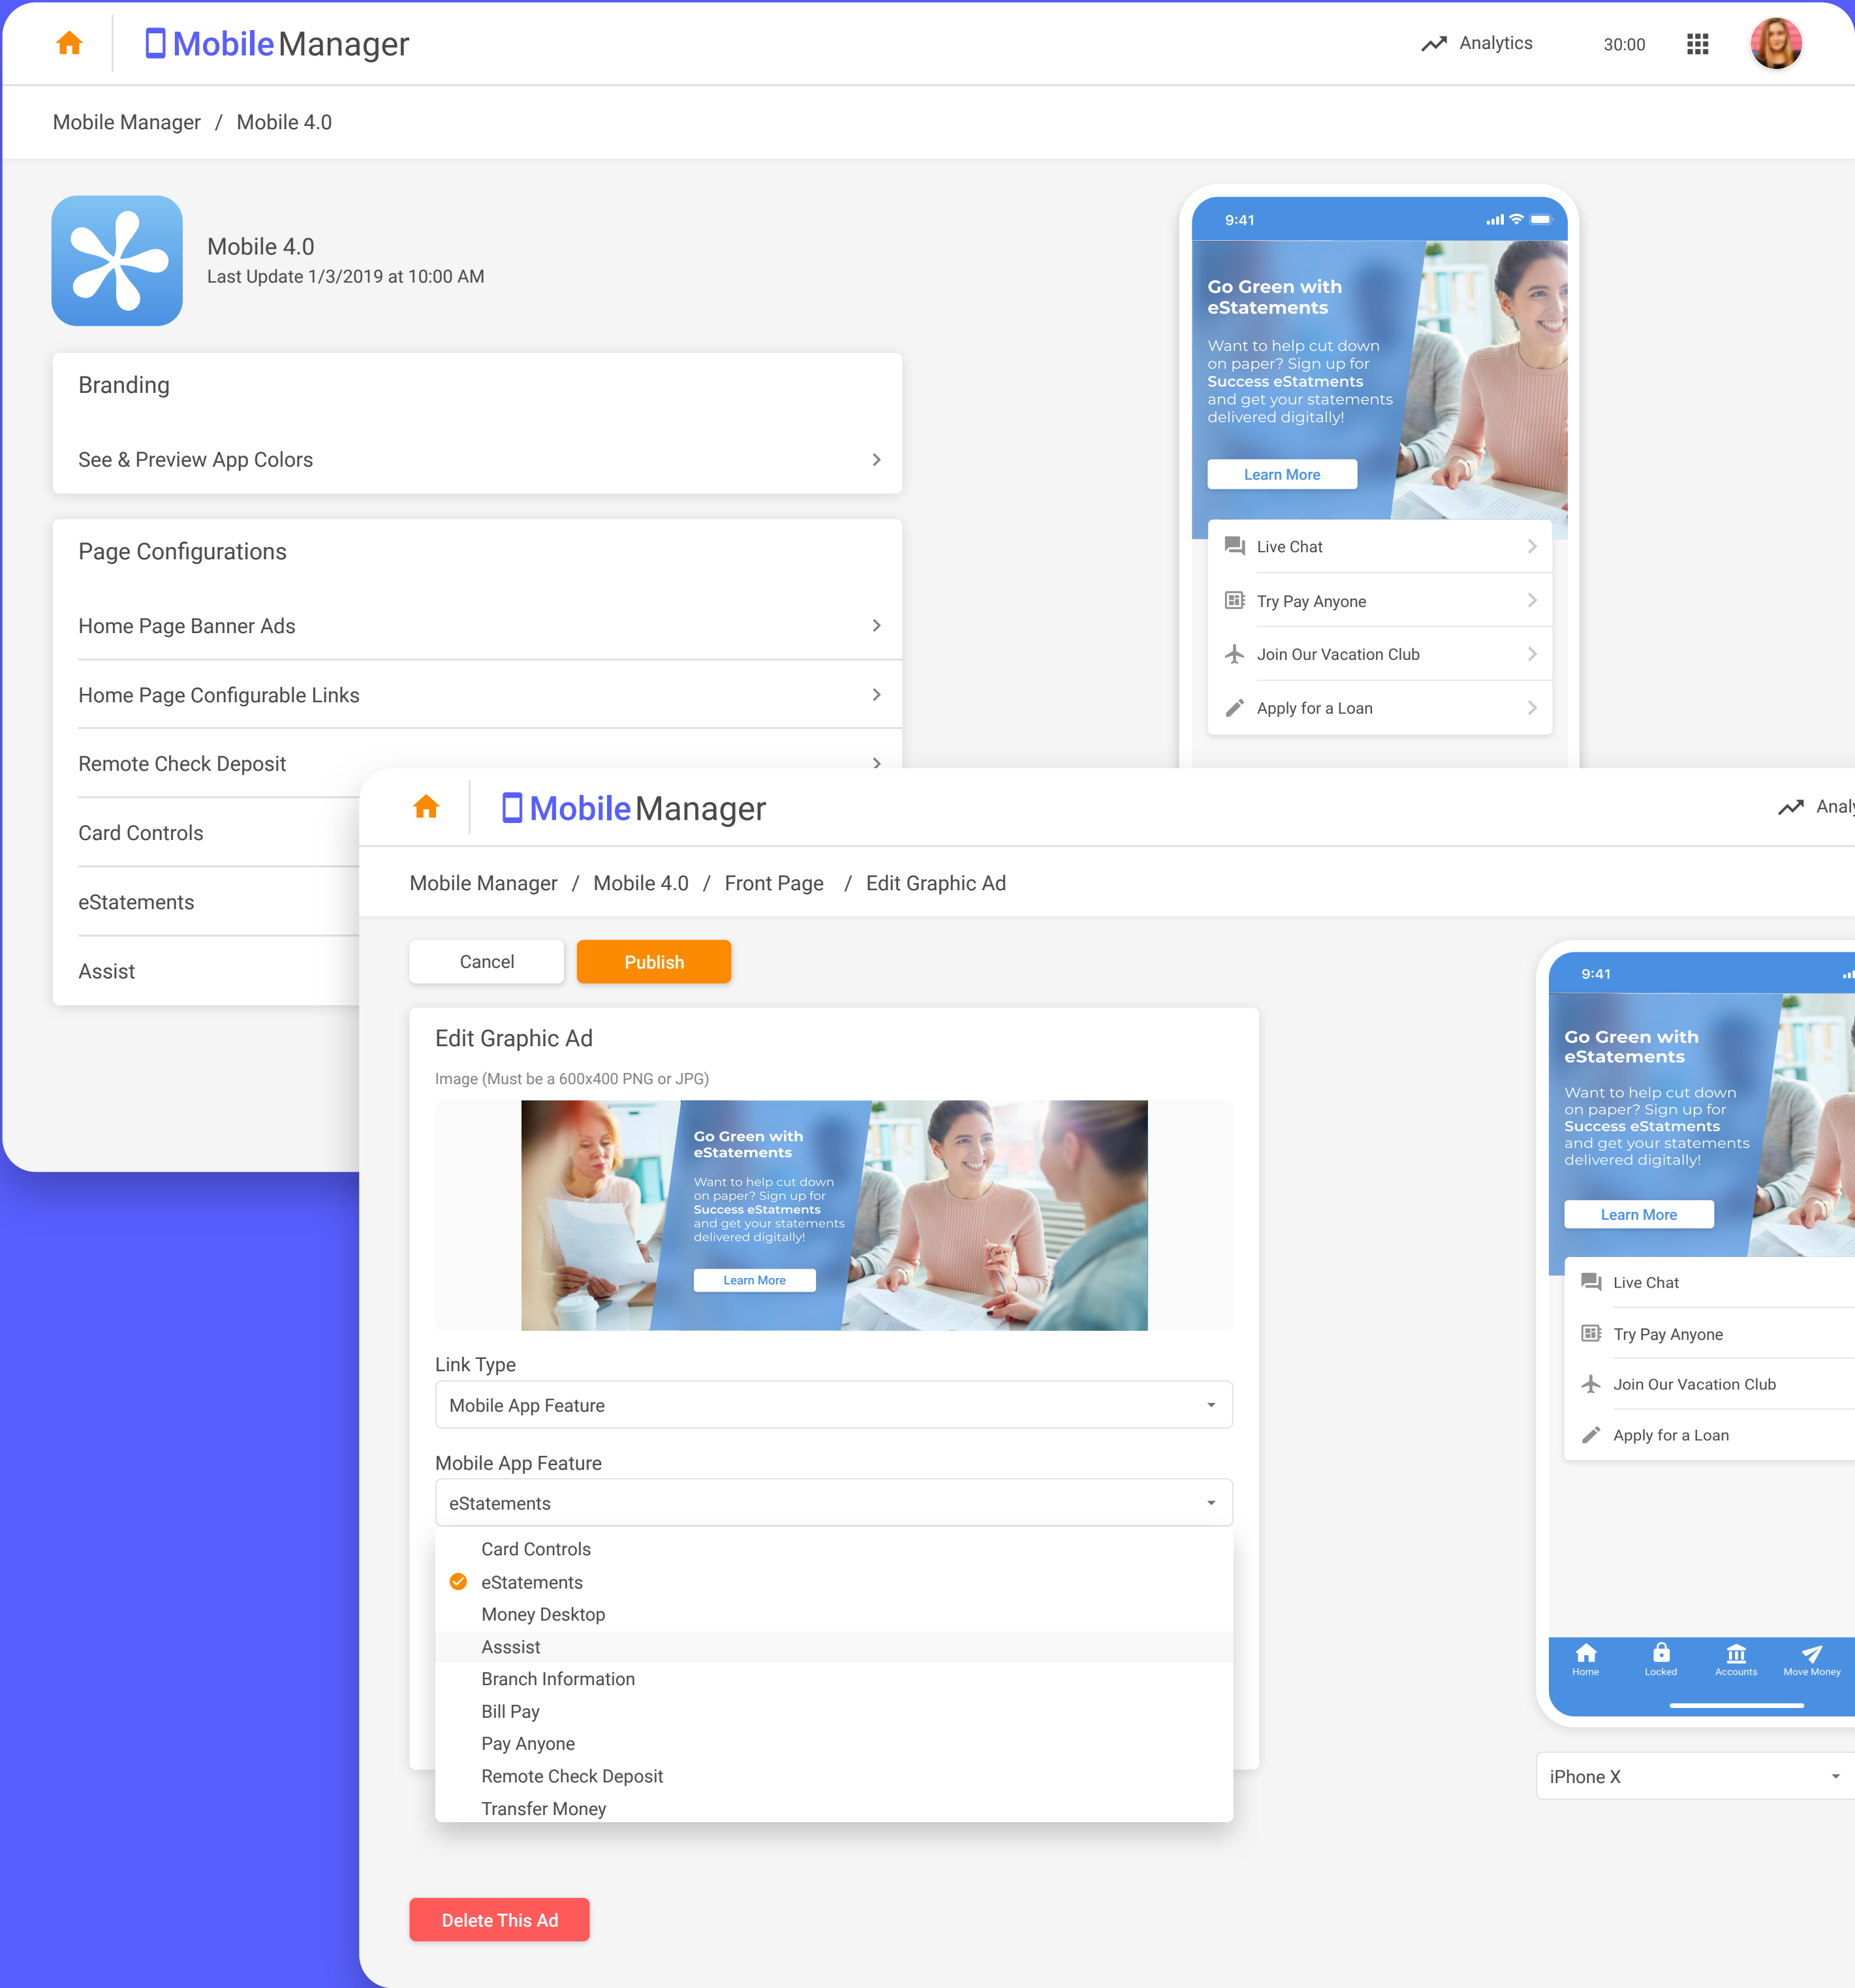 Mobile Manager
Analytics
30:00
Mobile Manager / Mobile 4.0
Mobile 4.0
Last Update 1/3/2019 at 10:00 AM
Branding
See & Preview App Colors
Page Configurations
Home Page Banner Ads
Home Page Configurable Links
Remote Check Deposit
Card Controls
eStatements
Assist
9:41
Go Green with
eStatements
Want to help cut down
on paper? Sign up for
Success eStatments
and get your statements
delivered digitally!
Learn More
Live Chat
Try Pay Anyone
Join Our Vacation Club
Apply for a Loan
Mobile Manager
Analy
Mobile Manager / Mobile 4.0 / Front Page / Edit Graphic Ad
Cancel
Publish
Edit Graphic Ad
Image (Must be a 600x400 PNG or JPG)
Go Green with
eStatements
Want to help cut down
on paper? Sign up for
Success eStatments
and get your statements
delivered digitally!
Learn More
Link Type
Mobile App Feature
Mobile App Feature
eStatements
Card Controls
eStatements
Money Desktop
Asssist
Branch Information
Bill Pay
Pay Anyone
Remote Check Deposit
Transfer Money
Delete This Ad
9:41
Go Green with
eStatements
Want to help cut down
on paper? Sign up for
Success eStatments
and get your statements
delivered digitally!
Learn More
Live Chat
Try Pay Anyone
Join Our Vacation Club
Apply for a Loan
Home
Locked
Accounts
Move Money
iPhone X